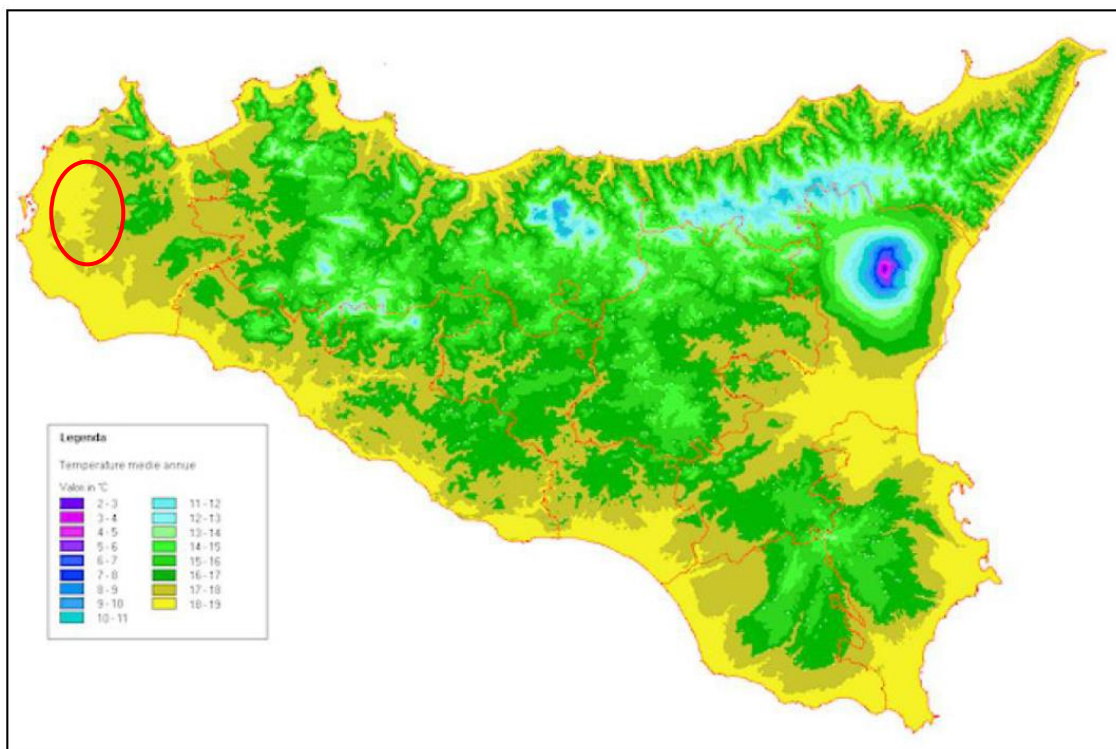 Legenda
Temperature medie annue
Valori in °C
2 - 3
3 - 4
4 - 5
5 - 6
6 - 7
7 - 8
8 - 9
9 - 10
10 - 11
11 - 12
12 - 13
13 - 14
14 - 15
15 - 16
16 - 17
17 - 18
18 - 19